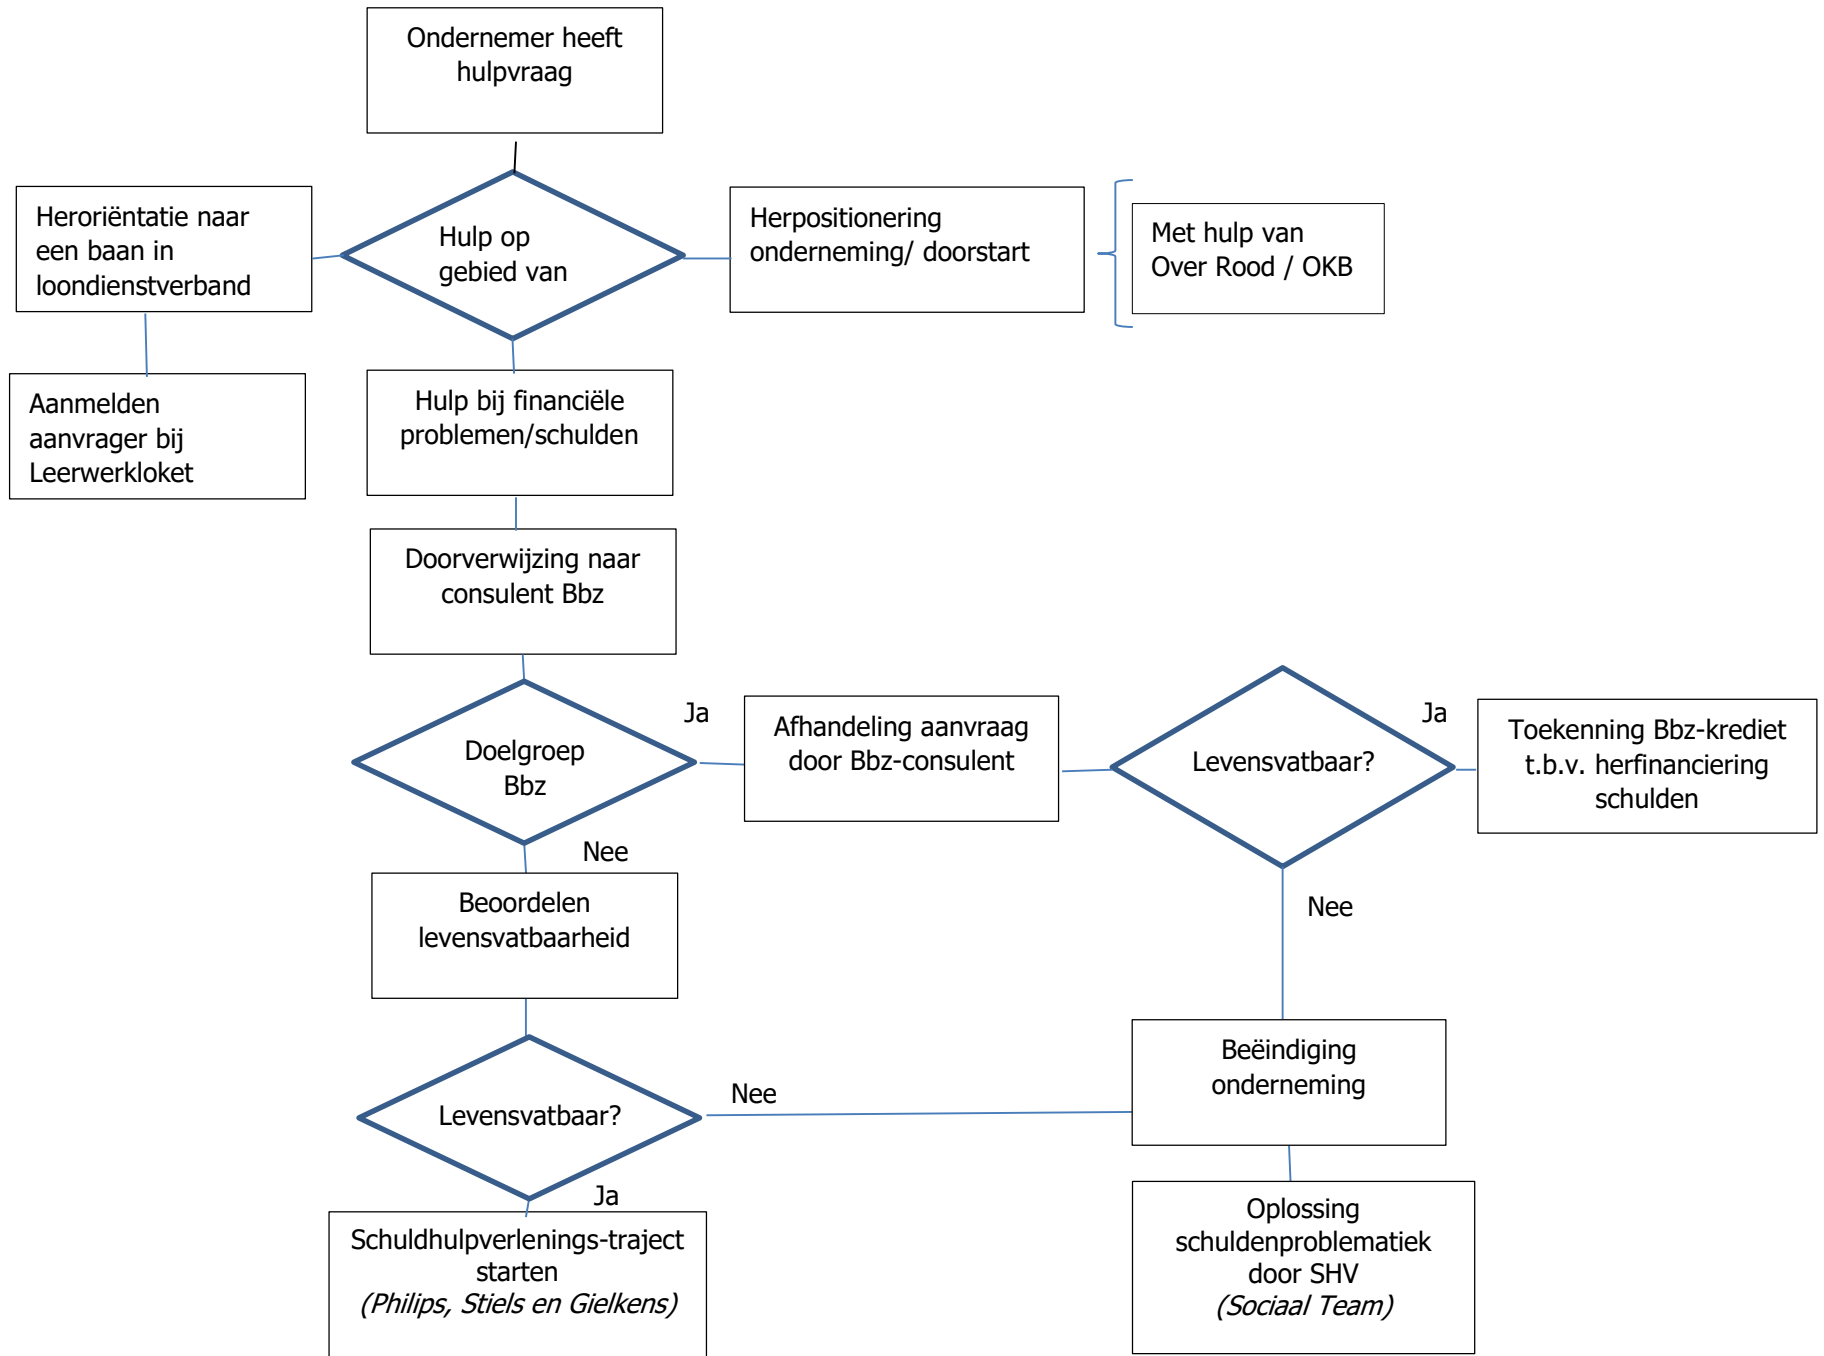 Ondernemer heeft
hulpvraag
Heroriëntatie naar
een baan in
loondienstverband
Hulp op
gebied van
Herpositionering
onderneming/ doorstart
Met hulp van
Over Rood / OKB
Aanmelden
aanvrager bij
Leerwerkloket
Hulp bij financiële
problemen/schulden
Doorverwijzing naar
consulent Bbz
Doelgroep
Bbz
Ja
Afhandeling aanvraag
door Bbz-consulent
Levensvatbaar?
Ja
Toekenning Bbz-krediet
t.b.v. herfinanciering
schulden
Nee
Beoordelen
levensvatbaarheid
Nee
Levensvatbaar?
Nee
Beëindiging
onderneming
Ja
Schuldhulpverlenings-traject
starten
(Philips, Stiels en Gielkens)
Oplossing
schuldenproblematiek
door SHV
(Sociaal Team)